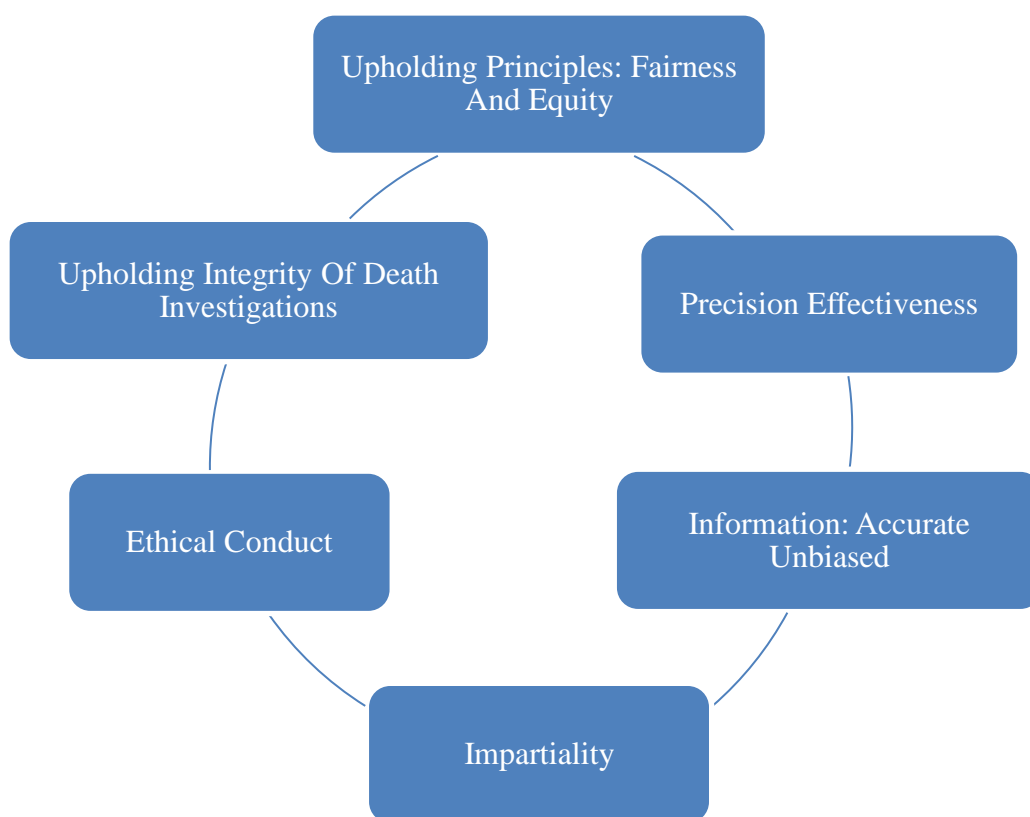 Upholding Principles: Fairness
And Equity
Precision Effectiveness
Information: Accurate
Unbiased
Impartiality
Ethical Conduct
Upholding Integrity Of Death
Investigations